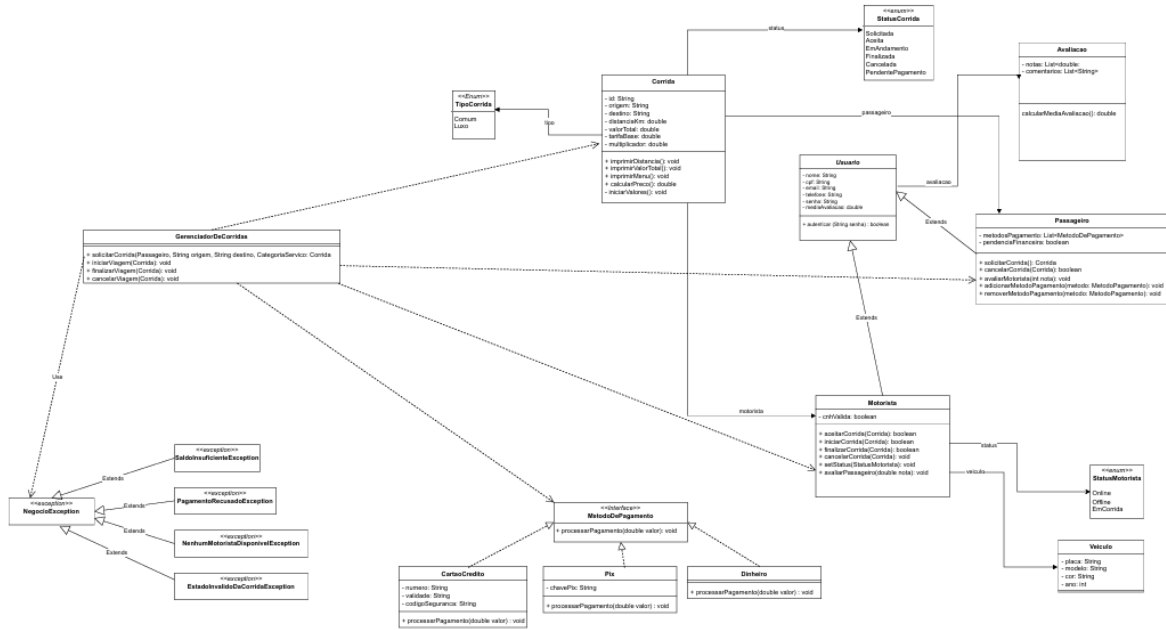 <<enum>>
StatusCorrida
Solicitada
Aceita
EmAndamento
Finalizada
Cancelada
PendentePagamento
status
Avaliacao
- notas: List<double;
- comentarios: List<String>
calcularMediaAvaliacao(): double
Corrida
- id: String
- origem: String
- destino: String
- distanciaKm: double
- valorTotal: double
- tarifaBase: double
- multiplicador: double
+ imprimirDistancia(): void
+ imprimirValorTotal(): void
+ imprimirMenu(): void
+ calcularPreco(): double
- iniciarValores(): void
<<Enum>>
TipoCorrida
Comum
Luxo
tipo
passageiro
Usuario
- nome: String
- cpf: String
- email: String
- telefone: String
- senha: String
- mediaAvaliacao: double
+ autenticar (String senha) : boolean
avaliacao
Extends
Passageiro
- metodosPagamento: List<MetodoDePagamento>
- pendenciaFinanceira: boolean
+ solicitarCorrida(): Corrida
+ cancelarCorrida(Corrida): boolean
+ avaliarMotorista(int nota): void
+ adicionarMetodoPagamento(metodo: MetodoPagamento): void
+ removerMetodoPagamento(metodo: MetodoPagamento): void
GerenciadorDeCorridas
+ solicitarCorrida(Passageiro, String origem, String destino, CategoriaServico: Corrida
+ iniciarViagem(Corrida): void
+ finalizarViagem(Corrida): void
+ cancelarViagem(Corrida): void
Extends
Use
motorista
Motorista
- cnhValida: boolean
+ aceitarCorrida(Corrida): boolean
+ iniciarCorrida(Corrida): boolean
+ finalizarCorrida(Corrida): boolean
+ cancelarCorrida(Corrida): void
+ setStatus(StatusMotorista): void
+ avaliarPassageiro(double nota): void
status
veiculo
<<enum>>
StatusMotorista
Online
Offline
EmCorrida
Veiculo
- placa: String
- modelo: String
- cor: String
- ano: int
<<exception>>
SaldoInsuficienteException
Extends
<<exception>>
PagamentoRecusadoException
Extends
<<exception>>
NegocioException
<<exception>>
NenhumMotoristaDisponivelException
Extends
<<exception>>
EstadoInvalidoDaCorridaException
Extends
<<Interface>>
MetodoDePagamento
+ processarPagamento(double valor): void
CartaoCredito
- numero: String
- validade: String
- codigoSeguranca: String
+ processarPagamento(double valor) : void
Pix
- chavePix: String
+ processarPagamento(double valor) : void
Dinheiro
+ processarPagamento(double valor) : void